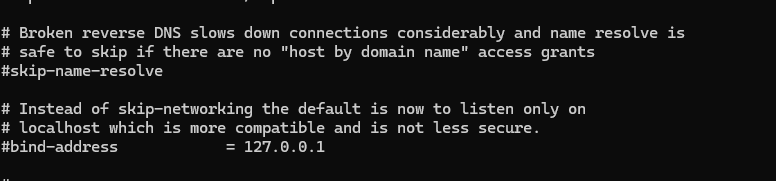 # Broken reverse DNS slows down connections considerably and name resolve is
# safe to skip if there are no "host by domain name" access grants
#skip-name-resolve
# Instead of skip-networking the default is now to listen only on
# localhost which is more compatible and is not less secure.
#bind-address            = 127.0.0.1